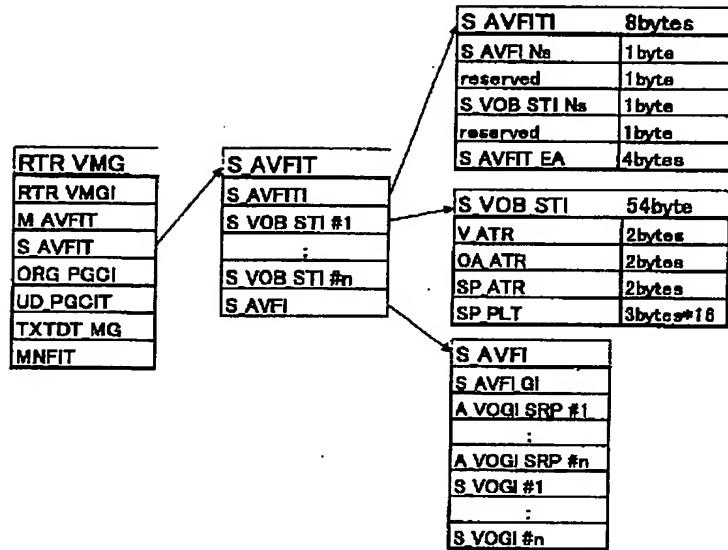 RTR VMG
RTR VMGI
M AVFIT
S AVFIT
ORG PGCI
UD_PGCIT
TXTDT MG
MNFIT
S AVFIT
S AVFITI
S VOB STI #1
:
S VOB STI #n
S AVFI
S AVFITI 8bytes
S AVFI Ns 1byte
reserved 1byte
S VOB STI Ns 1byte
reserved 1byte
S AVFIT EA 4bytes
S VOB STI 54byte
V ATR 2bytes
OA ATR 2bytes
SP ATR 2bytes
SP PLT 3bytes*16
S AVFI
S AVFI GI
A VOGI SRP #1
:
A VOGI SRP #n
S VOGI #1
:
S VOGI #n